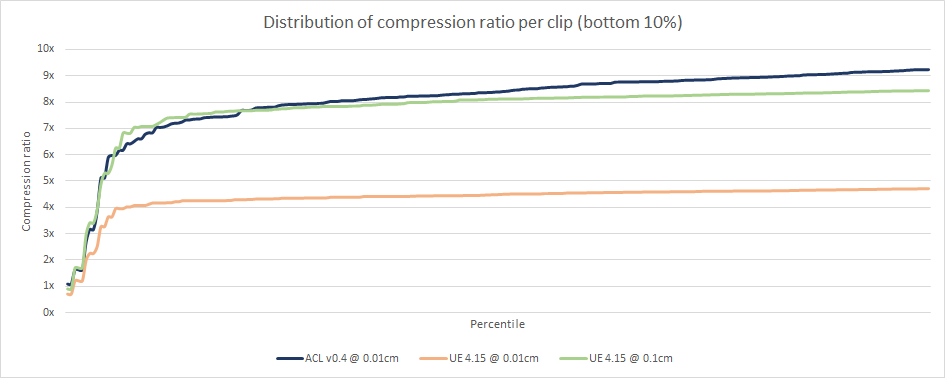 Distribution of compression ratio per clip (bottom 10%)
10x
9x
8x
7x
6x
5x
4x
3x
2x
1x
0x
Compression ratio
Percentile
ACL v0.4 @ 0.01cm
UE 4.15 @ 0.01cm
UE 4.15 @ 0.1cm